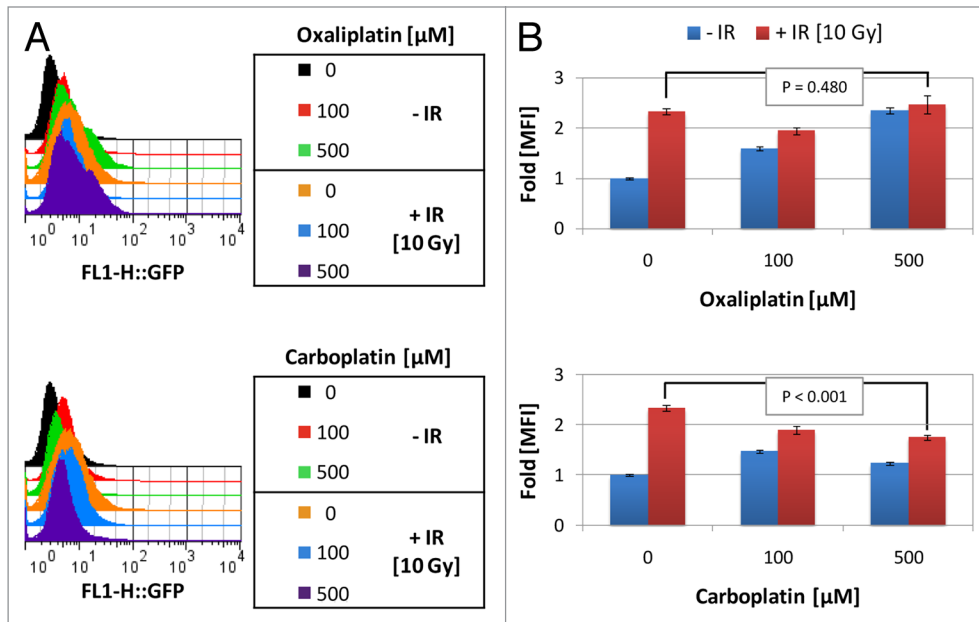 A
Oxaliplatin [µM]
0
100
500
- IR
0
100
500
+ IR
[10 Gy]
10^0 10^1 10^2 10^3 10^4
FL1-H::GFP
Carboplatin [µM]
0
100
500
- IR
0
100
500
+ IR
[10 Gy]
10^0 10^1 10^2 10^3 10^4
FL1-H::GFP
B
- IR + IR [10 Gy]
Fold [MFI]
3
2
1
0
P = 0.480
0 100 500
Oxaliplatin [µM]
Fold [MFI]
3
2
1
0
P < 0.001
0 100 500
Carboplatin [µM]